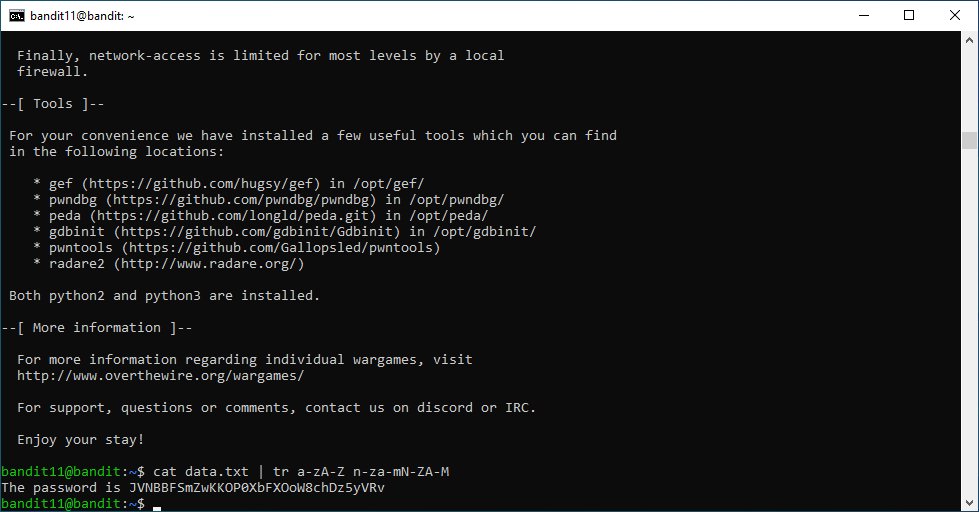 bandit11@bandit: ~
Finally, network-access is limited for most levels by a local
firewall.
--[ Tools ]--
For your convenience we have installed a few useful tools which you can find
in the following locations:
* gef (https://github.com/hugsy/gef) in /opt/gef/
* pwndbg (https://github.com/pwndbg/pwndbg) in /opt/pwndbg/
* peda (https://github.com/longld/peda.git) in /opt/peda/
* gdbinit (https://github.com/gdbinit/Gdbinit) in /opt/gdbinit/
* pwntools (https://github.com/Gallopsled/pwntools)
* radare2 (http://www.radare.org/)
Both python2 and python3 are installed.
--[ More information ]--
For more information regarding individual wargames, visit
http://www.overthewire.org/wargames/
For support, questions or comments, contact us on discord or IRC.
Enjoy your stay!
bandit11@bandit:~$ cat data.txt | tr a-zA-Z n-za-mN-ZA-M
The password is JVNBBFSmZwKKOP0XbFXOoW8chDz5yVRv
bandit11@bandit:~$